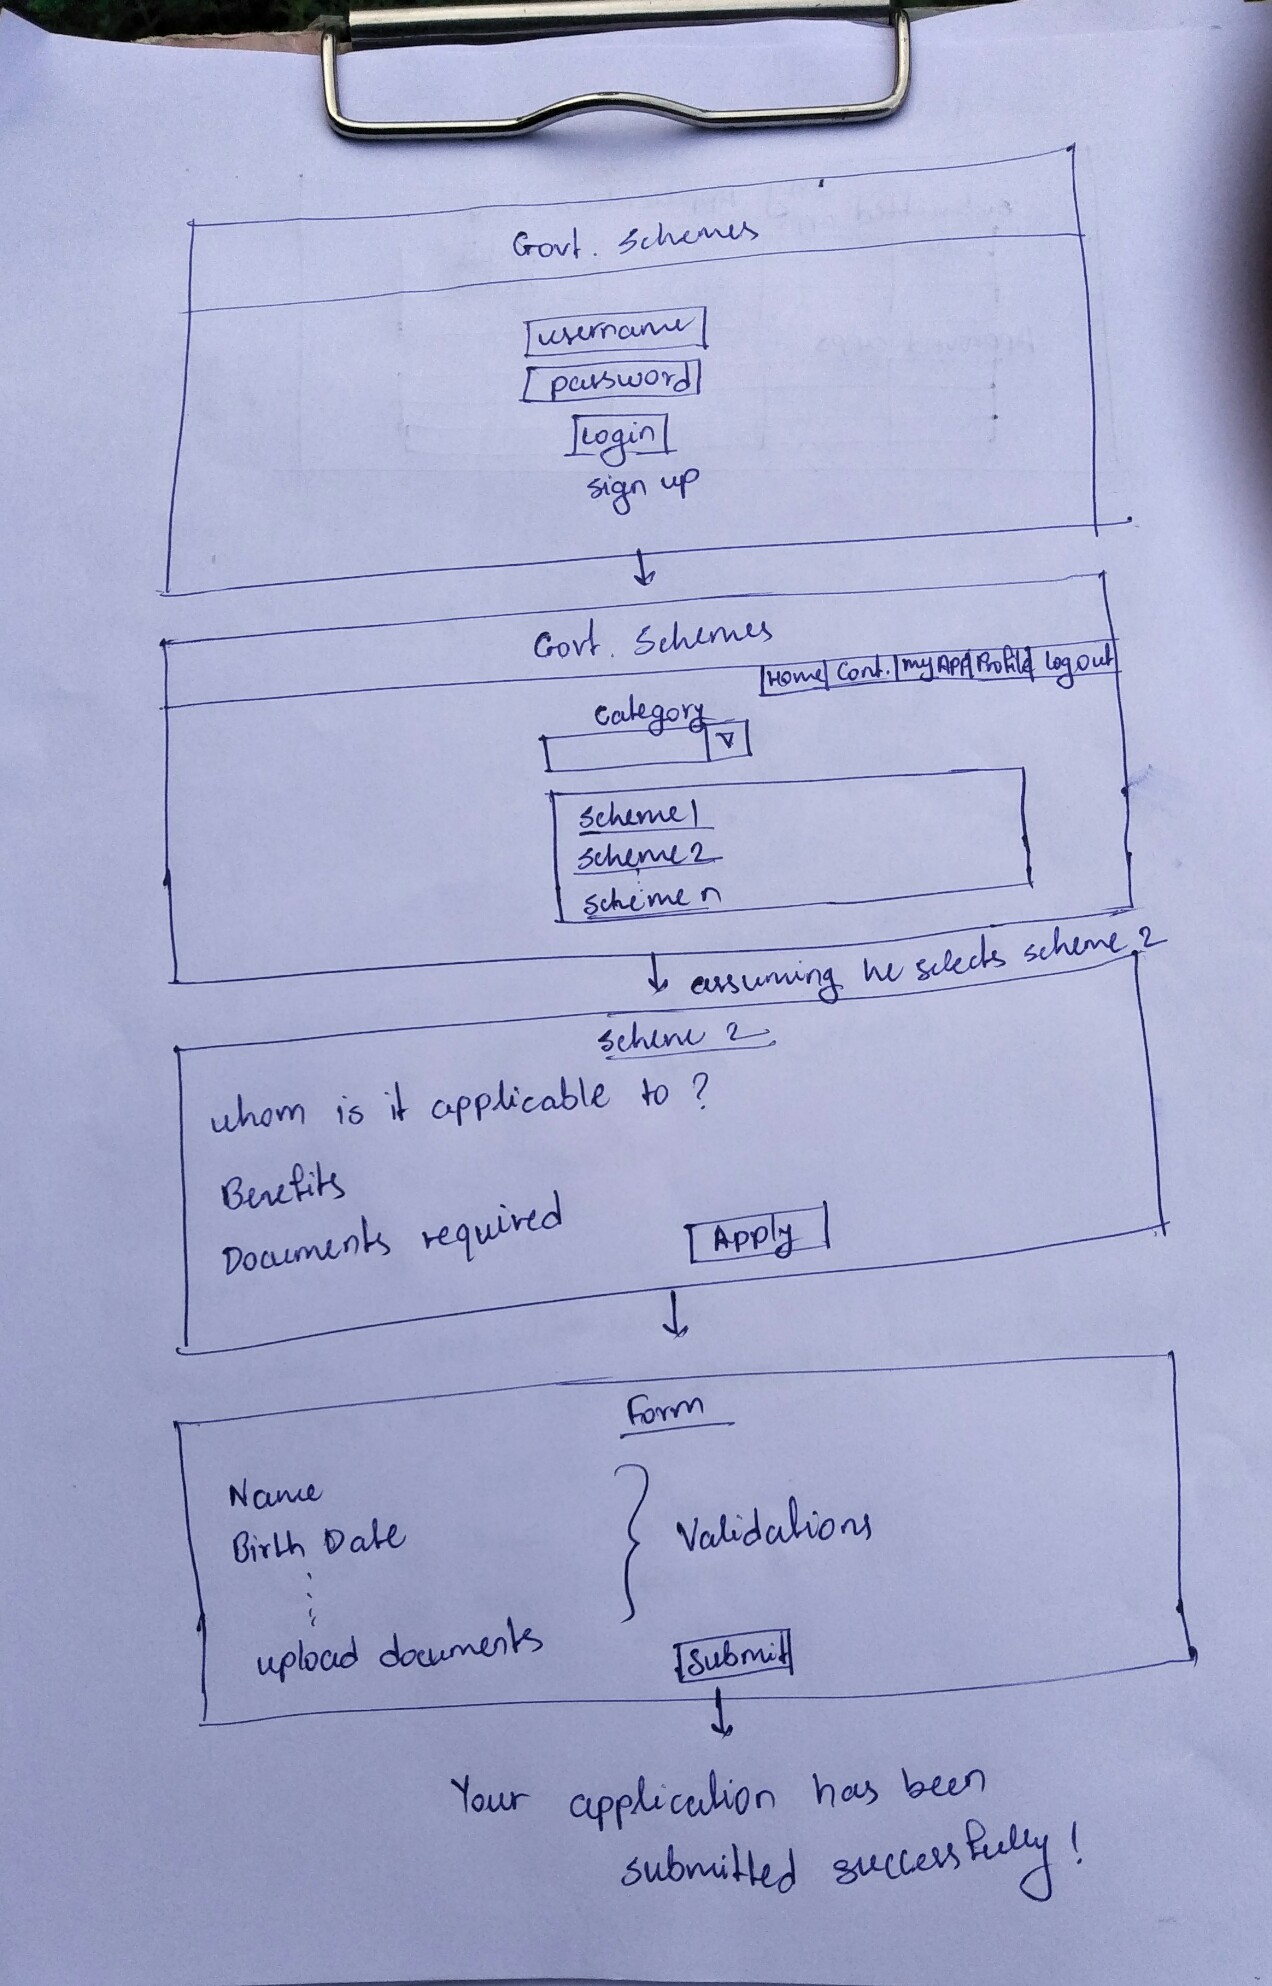 Govt. Schemes
username
password
Login
sign up
Govt. Schemes
Home Cont. my App Profile Logout
Category
scheme 1
scheme 2
scheme n
assuming he selects scheme 2
Scheme 2
whom is it applicable to ?
Benefits
Documents required
Apply
Form
Name
Birth Date
Validations
upload documents
Submit
Your application has been
submitted successfully!